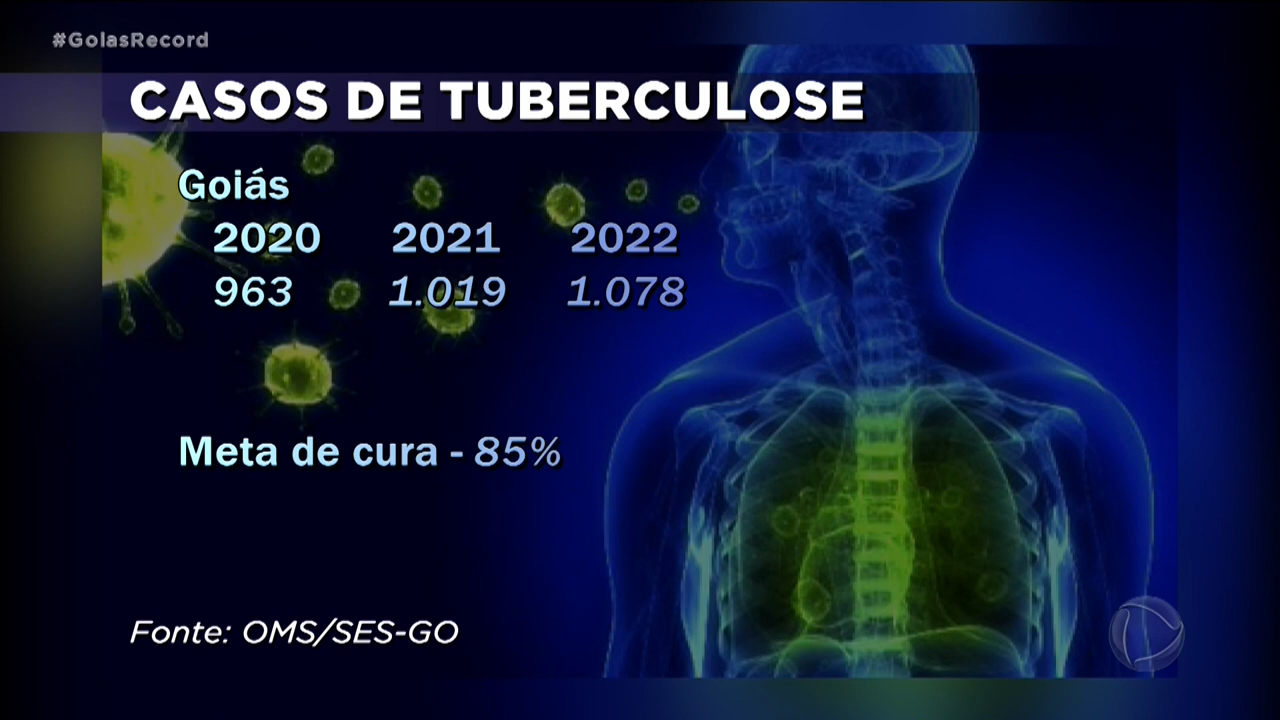 #GoiasRecord
CASOS DE TUBERCULOSE
Goiás
2020 2021 2022
963 1.019 1.078
Meta de cura - 85%
Fonte: OMS/SES-GO